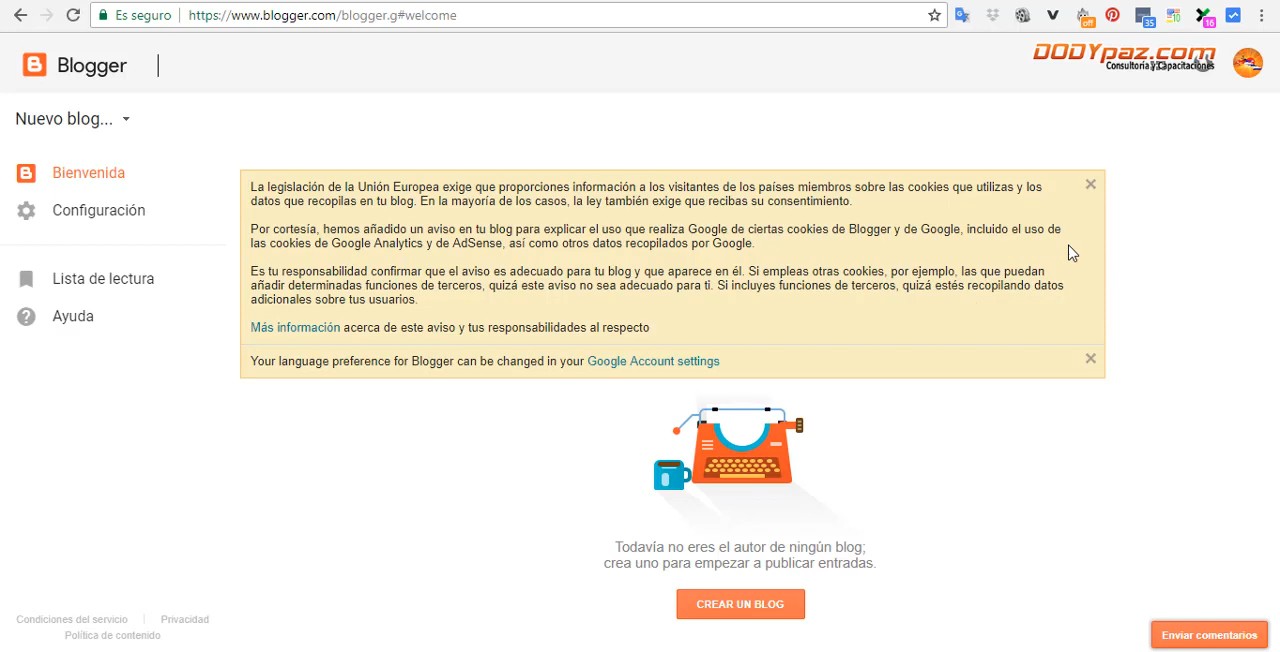 Es seguro
https://www.blogger.com/blogger.g#welcome
off
35
10
16
Blogger
DODYpaz.com
Consultoría y Capacitaciones
Nuevo blog...
Bienvenida
Configuración
Lista de lectura
Ayuda
La legislación de la Unión Europea exige que proporciones información a los visitantes de los países miembros sobre las cookies que utilizas y los
datos que recopilas en tu blog. En la mayoría de los casos, la ley también exige que recibas su consentimiento.
Por cortesía, hemos añadido un aviso en tu blog para explicar el uso que realiza Google de ciertas cookies de Blogger y de Google, incluido el uso de
las cookies de Google Analytics y de AdSense, así como otros datos recopilados por Google.
Es tu responsabilidad confirmar que el aviso es adecuado para tu blog y que aparece en él. Si empleas otras cookies, por ejemplo, las que puedan
añadir determinadas funciones de terceros, quizá este aviso no sea adecuado para ti. Si incluyes funciones de terceros, quizá estés recopilando datos
adicionales sobre tus usuarios.
Más información acerca de este aviso y tus responsabilidades al respecto
Your language preference for Blogger can be changed in your Google Account settings
Todavía no eres el autor de ningún blog;
crea uno para empezar a publicar entradas.
CREAR UN BLOG
Condiciones del servicio | Privacidad
Política de contenido
Enviar comentarios